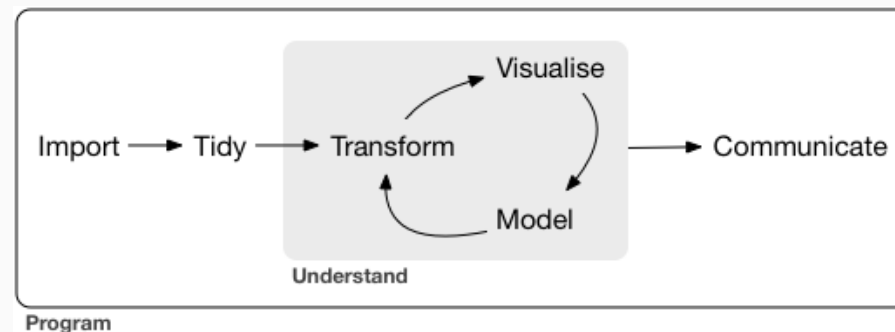 Visualise
Import Tidy Transform Communicate
Model
Understand
Program